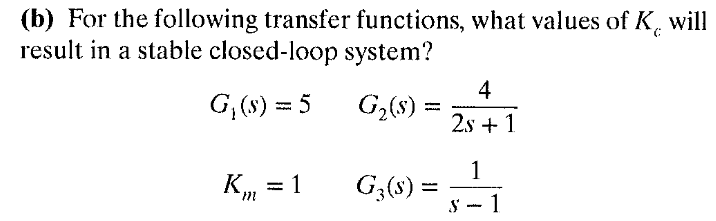 (b) For the following transfer functions, what values of K_c will
result in a stable closed-loop system?
G_1(s) = 5    G_2(s) = 4/(2s + 1)
K_m = 1    G_3(s) = 1/(s − 1)